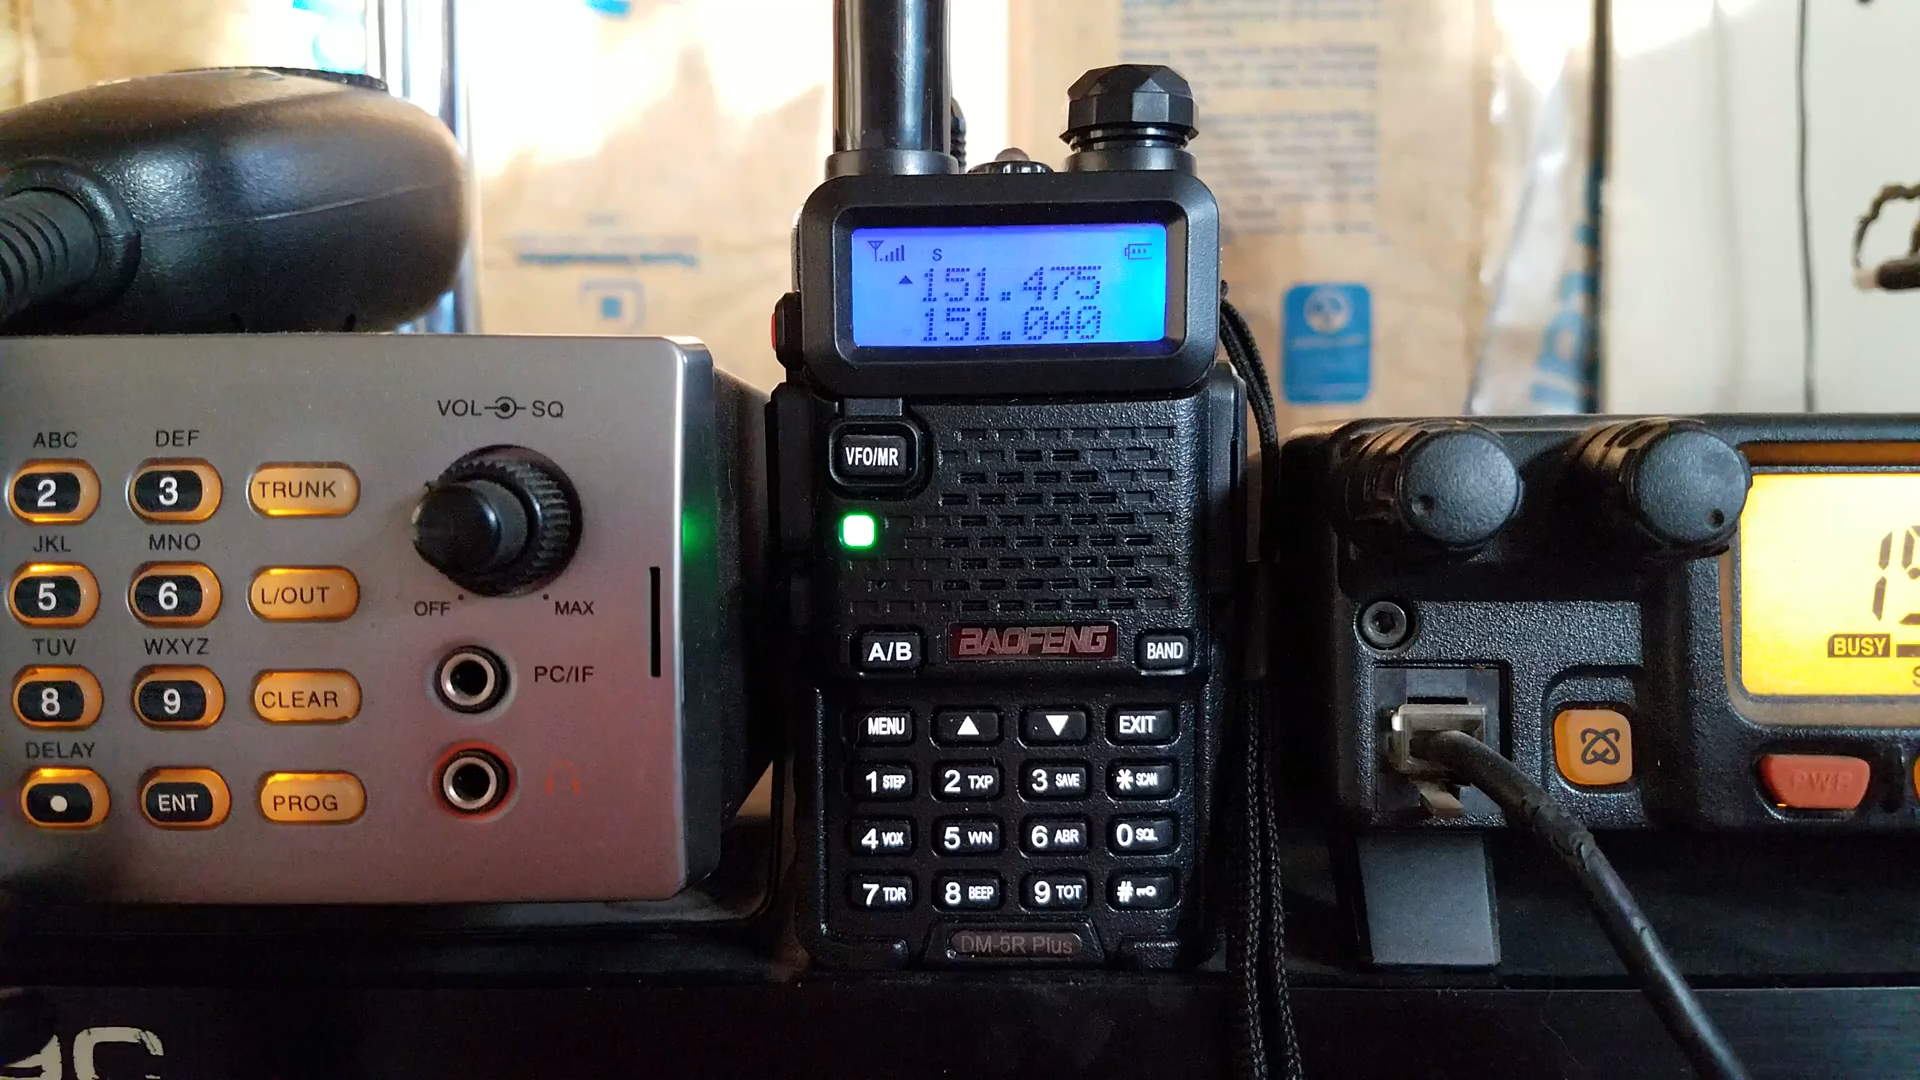 VOL SQ
ABC DEF
2 3 TRUNK
OFF MAX
JKL MNO
5 6 L/OUT
TUV WXYZ
8 9 CLEAR
PC/IF
DELAY
ENT PROG
S
151.475
151.040
VFO/MR
A/B BAOFENG BAND
MENU EXIT
1 STEP 2 TXP 3 SAVE * SCAN
4 VOX 5 WN 6 ABR 0 SQL
7 TDR 8 BEEP 9 TOT #
DM-5R Plus
BUSY
PWR